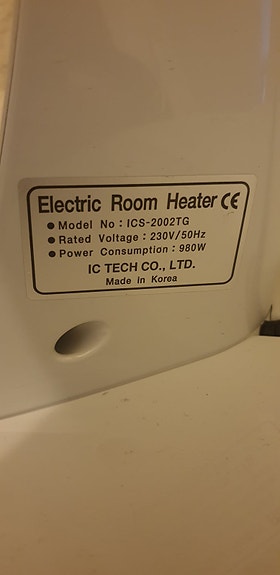 Electric Room Heater CE
● Model No : ICS-2002TG
● Rated Voltage : 230V/50Hz
● Power Consumption : 980W
IC TECH CO., LTD.
Made in Korea